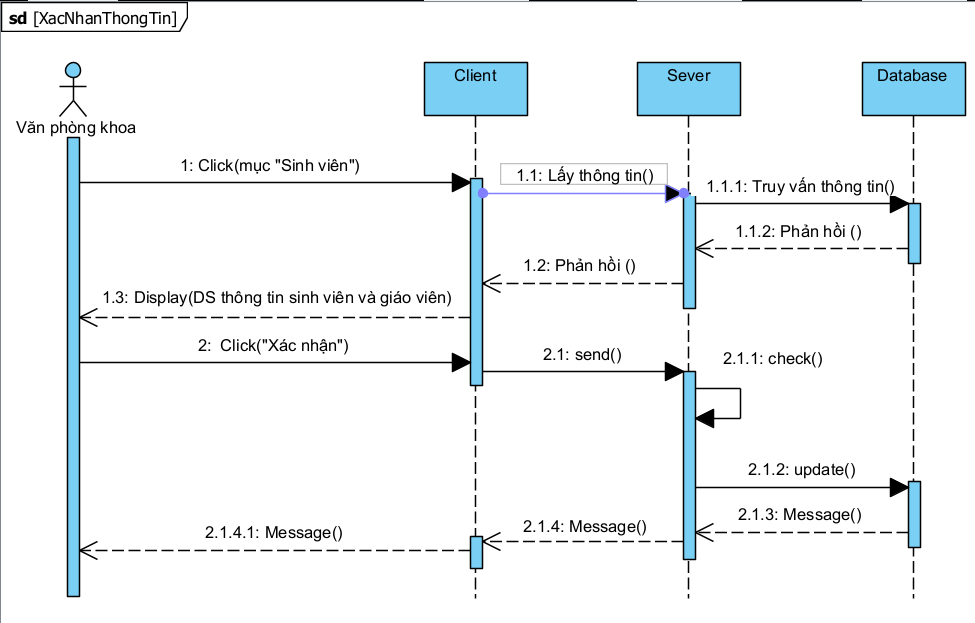 sd [XacNhanThongTin]
Client
Sever
Database
Văn phòng khoa
1: Click(mục "Sinh viên")
1.1: Lấy thông tin()
1.1.1: Truy vấn thông tin()
1.1.2: Phản hồi ()
1.2: Phản hồi ()
1.3: Display(DS thông tin sinh viên và giáo viên)
2: Click("Xác nhận")
2.1: send()
2.1.1: check()
2.1.2: update()
2.1.3: Message()
2.1.4: Message()
2.1.4.1: Message()